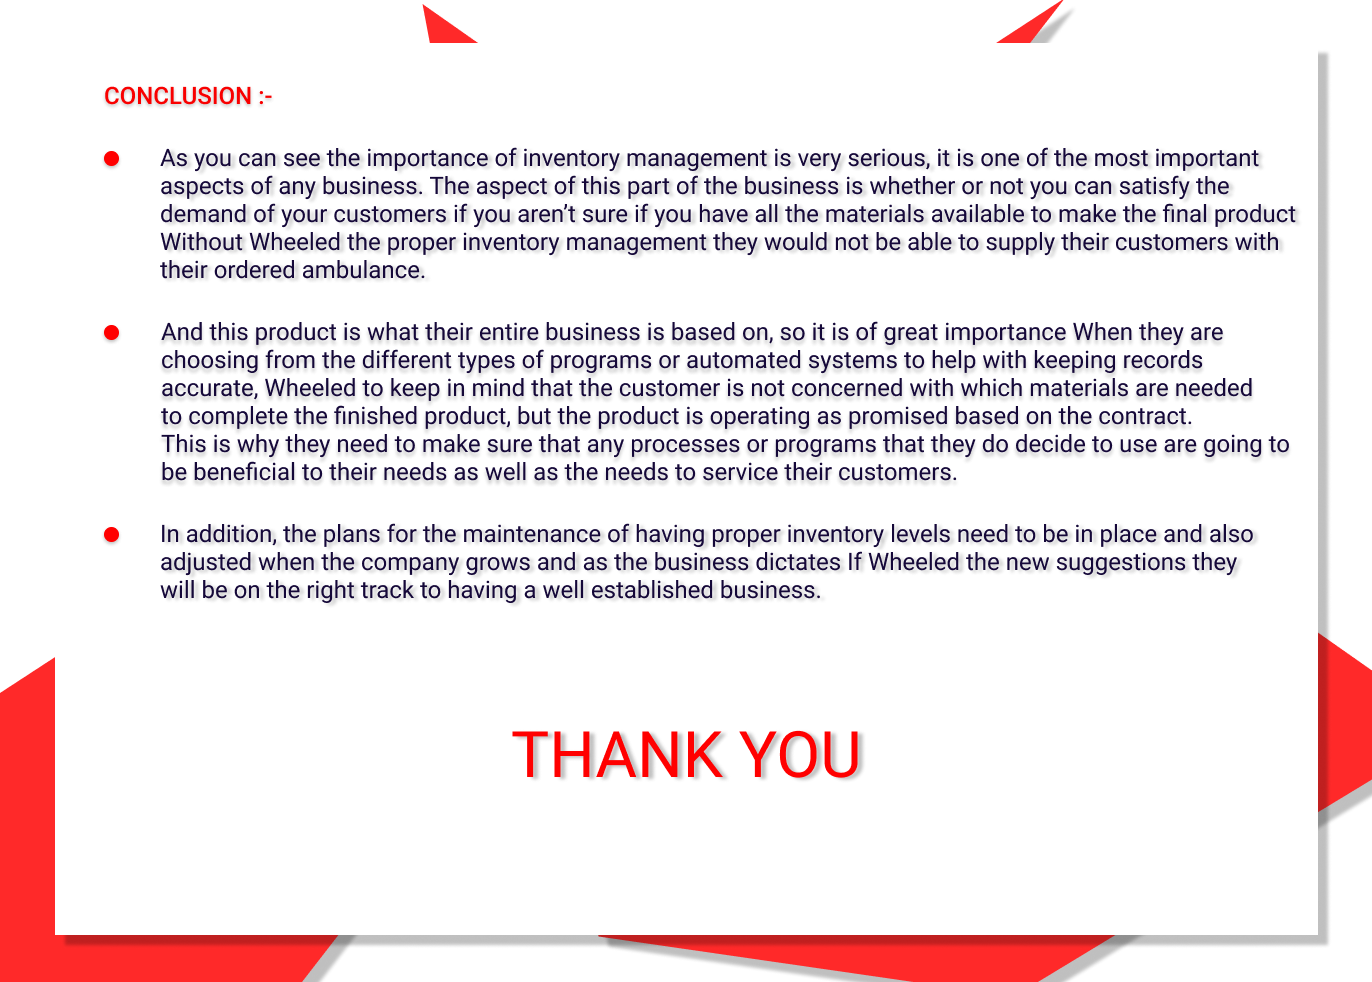 CONCLUSION :-
As you can see the importance of inventory management is very serious, it is one of the most important
aspects of any business. The aspect of this part of the business is whether or not you can satisfy the
demand of your customers if you aren’t sure if you have all the materials available to make the final product
Without Wheeled the proper inventory management they would not be able to supply their customers with
their ordered ambulance.
And this product is what their entire business is based on, so it is of great importance When they are
choosing from the different types of programs or automated systems to help with keeping records
accurate, Wheeled to keep in mind that the customer is not concerned with which materials are needed
to complete the finished product, but the product is operating as promised based on the contract.
This is why they need to make sure that any processes or programs that they do decide to use are going to
be beneficial to their needs as well as the needs to service their customers.
In addition, the plans for the maintenance of having proper inventory levels need to be in place and also
adjusted when the company grows and as the business dictates If Wheeled the new suggestions they
will be on the right track to having a well established business.
THANK YOU